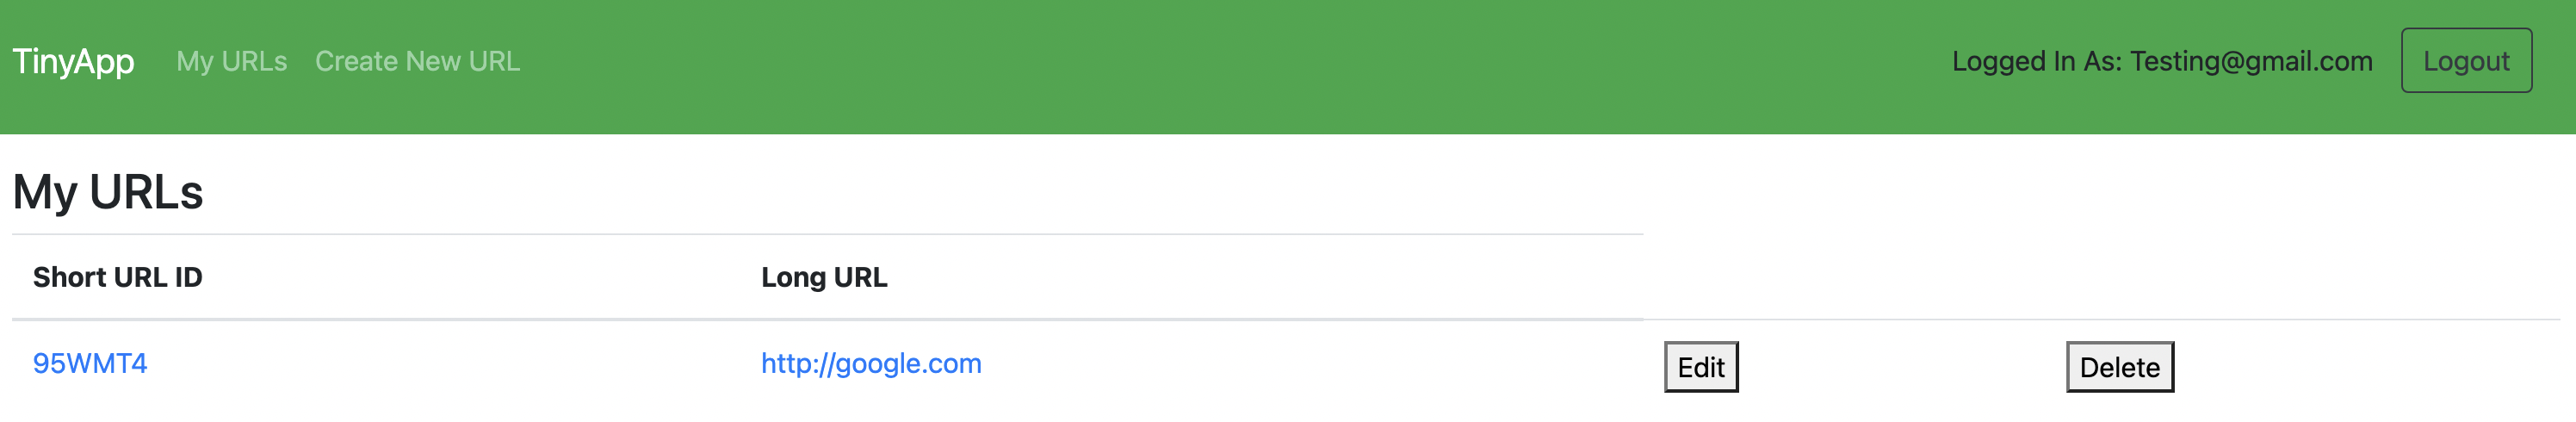 TinyApp My URLs Create New URL Logged In As: Testing@gmail.com Logout
My URLs
Short URL ID Long URL
95WMT4 http://google.com Edit Delete